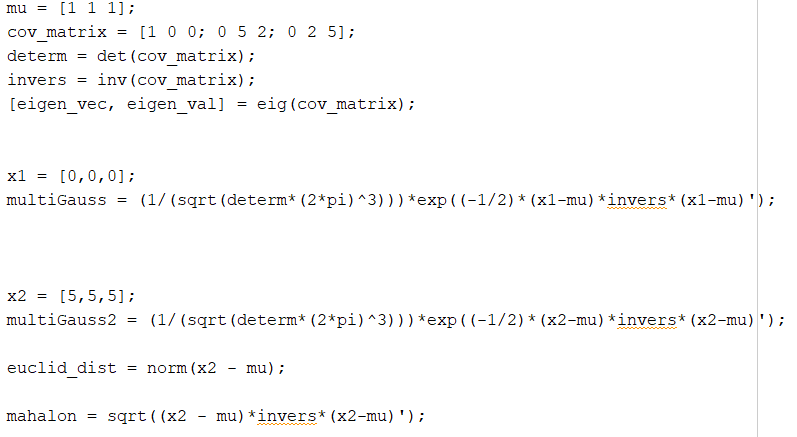 mu = [1 1 1];
cov_matrix = [1 0 0; 0 5 2; 0 2 5];
determ = det(cov_matrix);
invers = inv(cov_matrix);
[eigen_vec, eigen_val] = eig(cov_matrix);
x1 = [0,0,0];
multiGauss = (1/(sqrt(determ*(2*pi)^3)))*exp((-1/2)*(x1-mu)*invers*(x1-mu)');
x2 = [5,5,5];
multiGauss2 = (1/(sqrt(determ*(2*pi)^3)))*exp((-1/2)*(x2-mu)*invers*(x2-mu)');
euclid_dist = norm(x2 - mu);
mahalon = sqrt((x2 - mu)*invers*(x2-mu)');